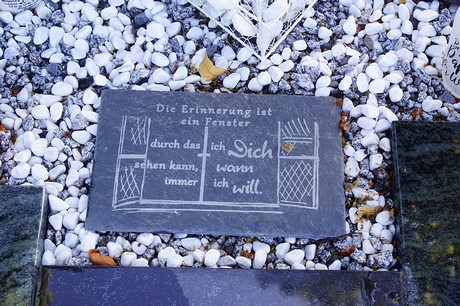 Die Erinnerung ist
ein Fenster
durch das ich Dich
sehen kann, wann
immer ich will.